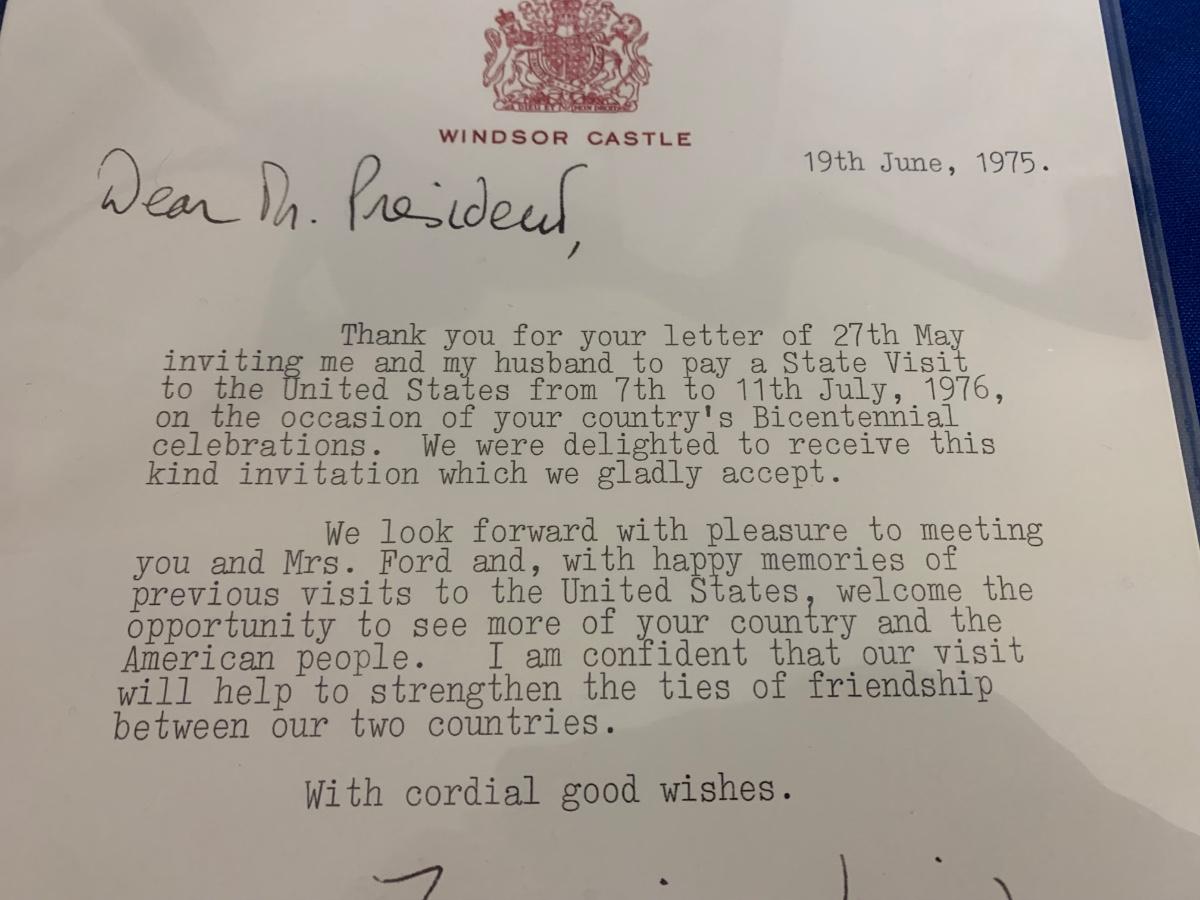 DIEU ET MON DROIT
WINDSOR CASTLE
19th June, 1975.
Dear Mr. President,
Thank you for your letter of 27th May
inviting me and my husband to pay a State Visit
to the United States from 7th to 11th July, 1976,
on the occasion of your country's Bicentennial
celebrations. We were delighted to receive this
kind invitation which we gladly accept.
We look forward with pleasure to meeting
you and Mrs. Ford and, with happy memories of
previous visits to the United States, welcome the
opportunity to see more of your country and the
American people. I am confident that our visit
will help to strengthen the ties of friendship
between our two countries.
With cordial good wishes.